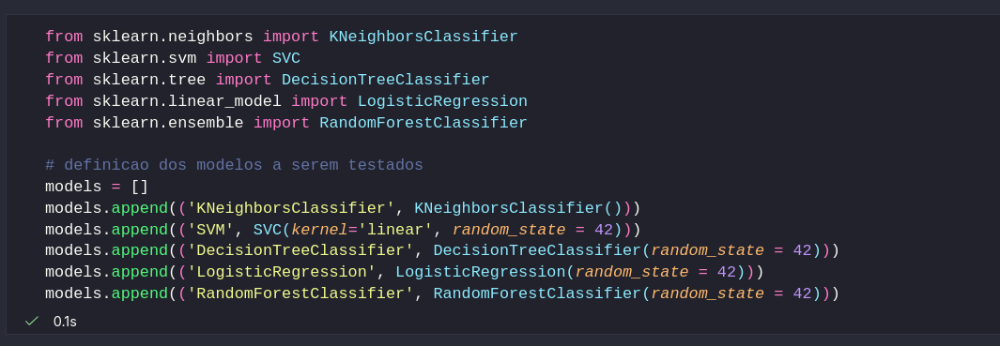 from sklearn.neighbors import KNeighborsClassifier
from sklearn.svm import SVC
from sklearn.tree import DecisionTreeClassifier
from sklearn.linear_model import LogisticRegression
from sklearn.ensemble import RandomForestClassifier

# definicao dos modelos a serem testados
models = []
models.append(('KNeighborsClassifier', KNeighborsClassifier()))
models.append(('SVM', SVC(kernel='linear', random_state = 42)))
models.append(('DecisionTreeClassifier', DecisionTreeClassifier(random_state = 42)))
models.append(('LogisticRegression', LogisticRegression(random_state = 42)))
models.append(('RandomForestClassifier', RandomForestClassifier(random_state = 42)))
0.1s